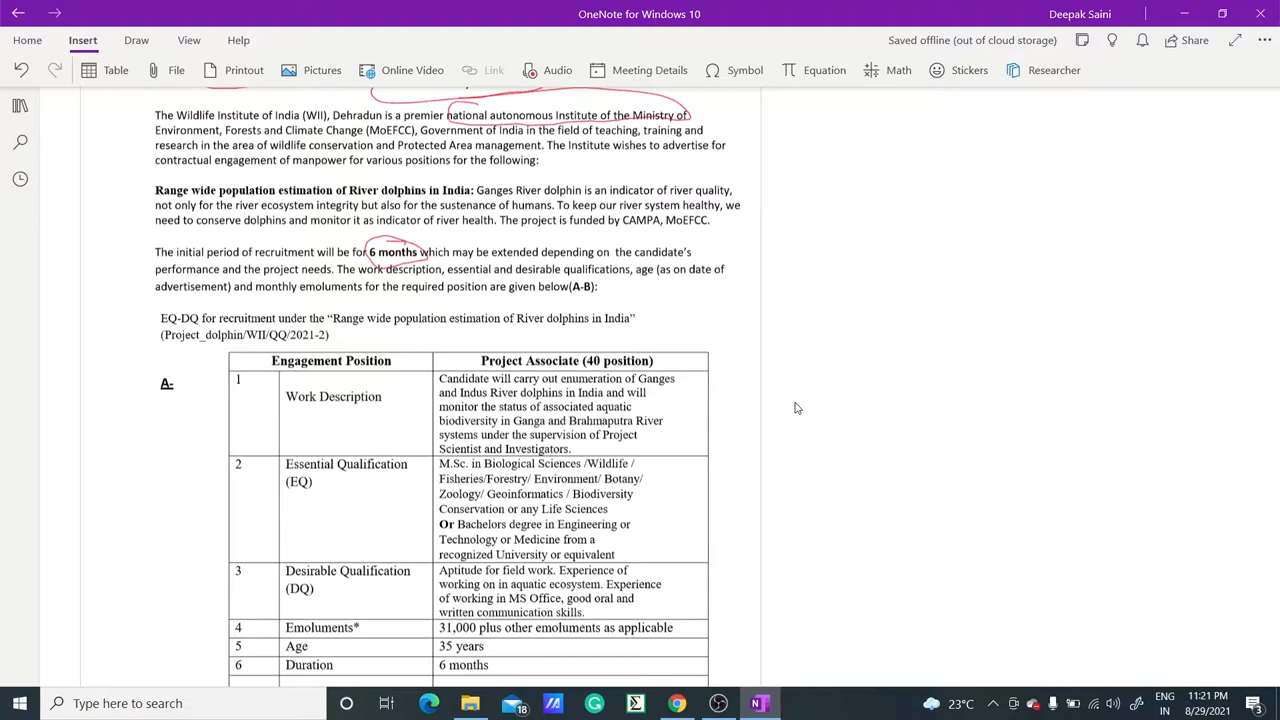 OneNote for Windows 10
Deepak Saini
Home Insert Draw View Help
Saved offline (out of cloud storage)
Share
Table File Printout Pictures Online Video Link Audio Meeting Details Symbol Equation Math Stickers Researcher
The Wildlife Institute of India (WII), Dehradun is a premier national autonomous Institute of the Ministry of
Environment, Forests and Climate Change (MoEFCC), Government of India in the field of teaching, training and
research in the area of wildlife conservation and Protected Area management. The Institute wishes to advertise for
contractual engagement of manpower for various positions for the following:
Range wide population estimation of River dolphins in India: Ganges River dolphin is an indicator of river quality,
not only for the river ecosystem integrity but also for the sustenance of humans. To keep our river system healthy, we
need to conserve dolphins and monitor it as indicator of river health. The project is funded by CAMPA, MoEFCC.
The initial period of recruitment will be for 6 months which may be extended depending on the candidate's
performance and the project needs. The work description, essential and desirable qualifications, age (as on date of
advertisement) and monthly emoluments for the required position are given below(A-B):
EQ-DQ for recruitment under the “Range wide population estimation of River dolphins in India”
(Project_dolphin/WII/QQ/2021-2)
A-
Engagement Position
Project Associate (40 position)
1
Work Description
Candidate will carry out enumeration of Ganges
and Indus River dolphins in India and will
monitor the status of associated aquatic
biodiversity in Ganga and Brahmaputra River
systems under the supervision of Project
Scientist and Investigators.
2
Essential Qualification
(EQ)
M.Sc. in Biological Sciences /Wildlife /
Fisheries/Forestry/ Environment/ Botany/
Zoology/ Geoinformatics / Biodiversity
Conservation or any Life Sciences
Or Bachelors degree in Engineering or
Technology or Medicine from a
recognized University or equivalent
3
Desirable Qualification
(DQ)
Aptitude for field work. Experience of
working on in aquatic ecosystem. Experience
of working in MS Office, good oral and
written communication skills.
4 Emoluments* 31,000 plus other emoluments as applicable
5 Age 35 years
6 Duration 6 months
Type here to search
18
23°C
ENG
IN
11:21 PM
8/29/2021
3